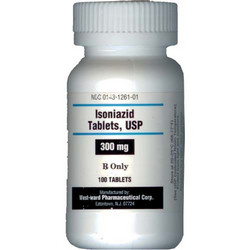 NDC 0143-1261-01
Isoniazid
Tablets, USP
300 mg
℞ Only
100 TABLETS
Manufactured by:
West-ward Pharmaceutical Corp.
Eatontown, N.J. 07724